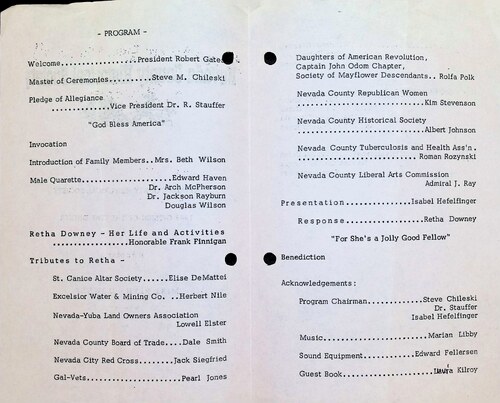 - PROGRAM -
Welcome................President Robert Gates
Master of Ceremonies..........Steve M. Chileski
Pledge of Allegiance
..............Vice President Dr. R. Stauffer
"God Bless America"
Invocation
Introduction of Family Members..Mrs. Beth Wilson
Male Quarette.....................Edward Haven
Dr. Arch McPherson
Dr. Jackson Rayburn
Douglas Wilson
Retha Downey - Her Life and Activities
..................Honorable Frank Finnigan
Tributes to Retha -
St. Canice Altar Society......Elise DeMattei
Excelsior Water & Mining Co. ..Herbert Nile
Nevada-Yuba Land Owners Association
Lowell Elster
Nevada County Board of Trade....Dale Smith
Nevada City Red Cross........Jack Siegfried
Gal-Vets.......................Pearl Jones
Daughters of American Revolution,
Captain John Odom Chapter,
Society of Mayflower Descendants.. Rolfa Polk
Nevada County Republican Women
......................Kim Stevenson
Nevada County Historical Society
......................Albert Johnson
Nevada County Tuberculosis and Health Ass'n.
.....................Roman Rozynski
Nevada County Liberal Arts Commission
Admiral J. Ray
Presentation.................Isabel Hefelfinger
Response....................Retha Downey
"For She's a Jolly Good Fellow"
Benediction
Acknowledgements:
Program Chairman.............Steve Chileski
Dr. Stauffer
Isabel Hefelfinger
Music..........................Marian Libby
Sound Equipment............Edward Fellersen
Guest Book.................. Kilroy